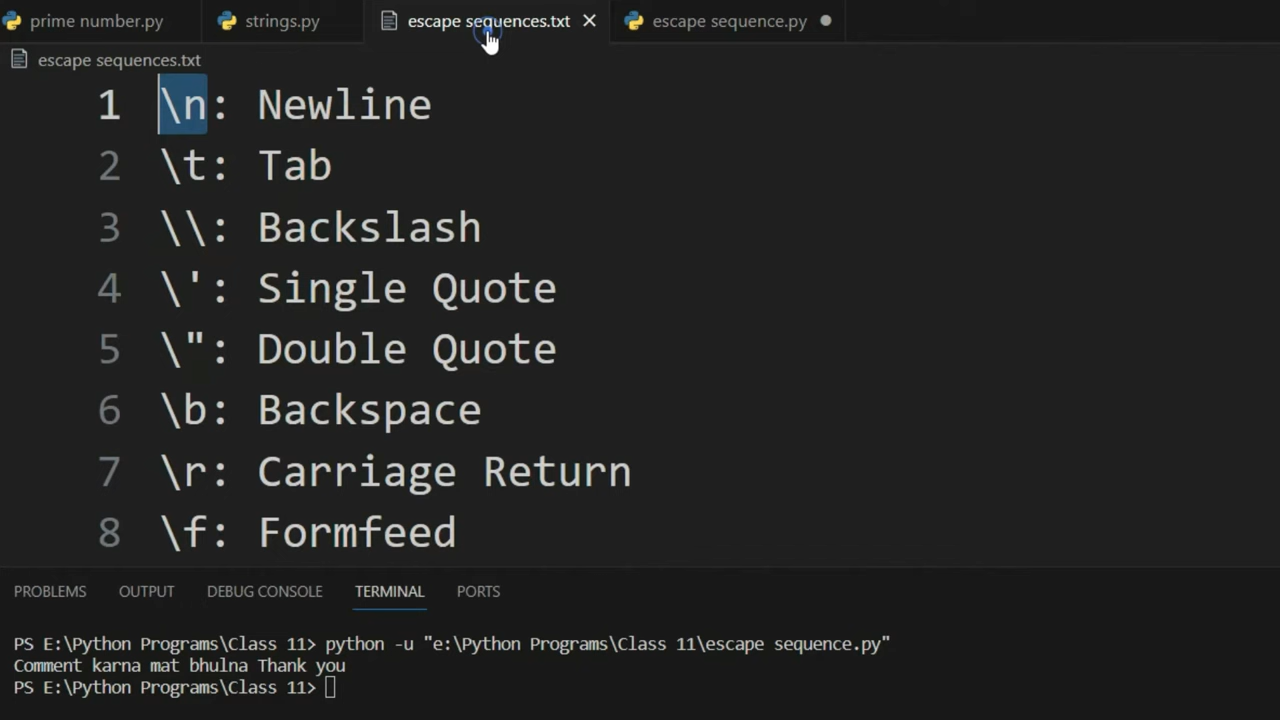 prime number.py strings.py escape sequences.txt escape sequence.py
escape sequences.txt
1 \n: Newline
2 \t: Tab
3 \\: Backslash
4 \': Single Quote
5 \": Double Quote
6 \b: Backspace
7 \r: Carriage Return
8 \f: Formfeed
PROBLEMS OUTPUT DEBUG CONSOLE TERMINAL PORTS
PS E:\Python Programs\Class 11> python -u "e:\Python Programs\Class 11\escape sequence.py"
Comment karna mat bhulna Thank you
PS E:\Python Programs\Class 11>